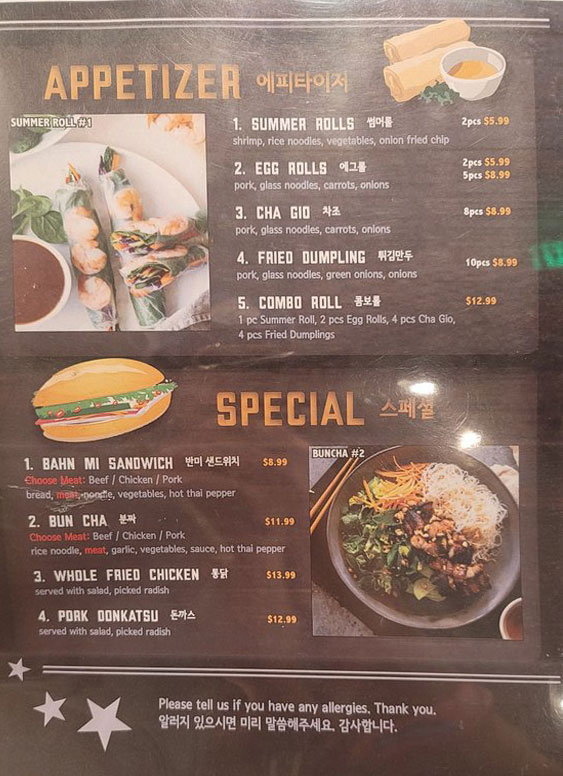 APPETIZER 에피타이저
SUMMER ROLL #1
1. SUMMER ROLLS 썸머롤 2pcs $5.99
shrimp, rice noodles, vegetables, onion fried chip
2. EGG ROLLS 에그롤 2pcs $5.99
5pcs $8.99
pork, glass noodles, carrots, onions
3. CHA GIO 차조 8pcs $8.99
pork, glass noodles, carrots, onions
4. FRIED DUMPLING 튀김만두 10pcs $8.99
pork, glass noodles, green onions, onions
5. COMBO ROLL 콤보롤 $12.99
1 pc Summer Roll, 2 pcs Egg Rolls, 4 pcs Cha Gio,
4 pcs Fried Dumplings
SPECIAL 스페셜
1. BAHN MI SANDWICH 반미 샌드위치 $8.99
Choose Meat: Beef / Chicken / Pork
bread, meat, noodle, vegetables, hot thai pepper
BUNCHA #2
2. BUN CHA 분짜 $11.99
Choose Meat: Beef / Chicken / Pork
rice noodle, meat, garlic, vegetables, sauce, hot thai pepper
3. WHOLE FRIED CHICKEN 통닭 $13.99
served with salad, picked radish
4. PORK DONKATSU 돈까스 $12.99
served with salad, picked radish
Please tell us if you have any allergies. Thank you.
알러지 있으시면 미리 말씀해주세요. 감사합니다.